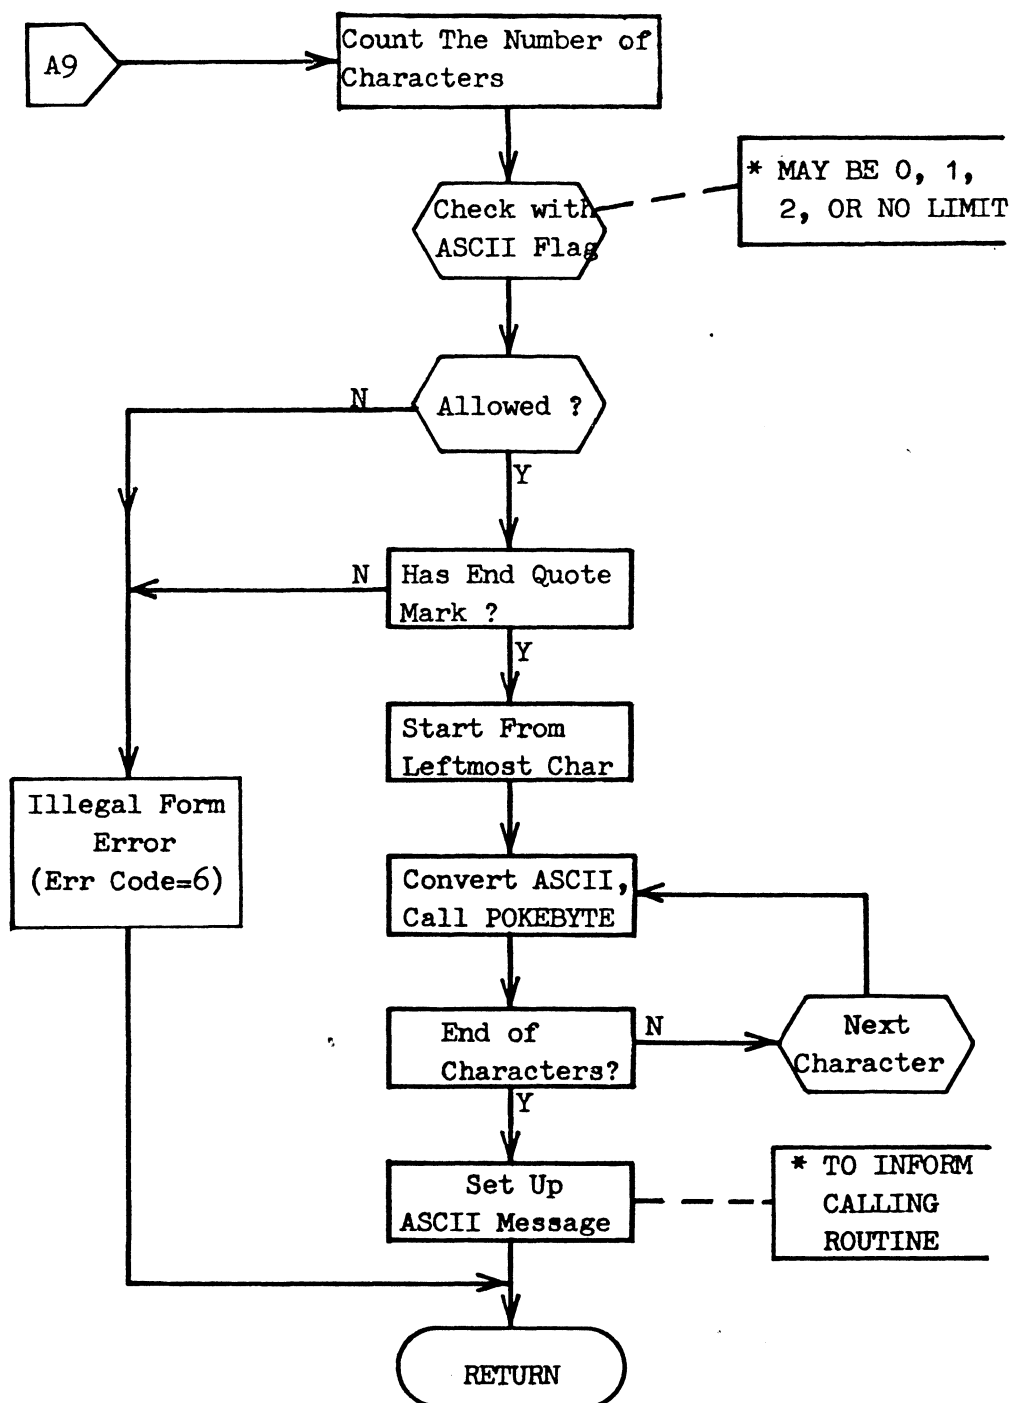 A9
Count The Number of
Characters
Check with
ASCII Flag
* MAY BE 0, 1,
2, OR NO LIMIT
N
Allowed ?
Y
N
Has End Quote
Mark ?
Y
Start From
Leftmost Char
Illegal Form
Error
(Err Code=6)
Convert ASCII,
Call POKEBYTE
End of
Characters?
N
Next
Character
Y
Set Up
ASCII Message
* TO INFORM
CALLING
ROUTINE
RETURN